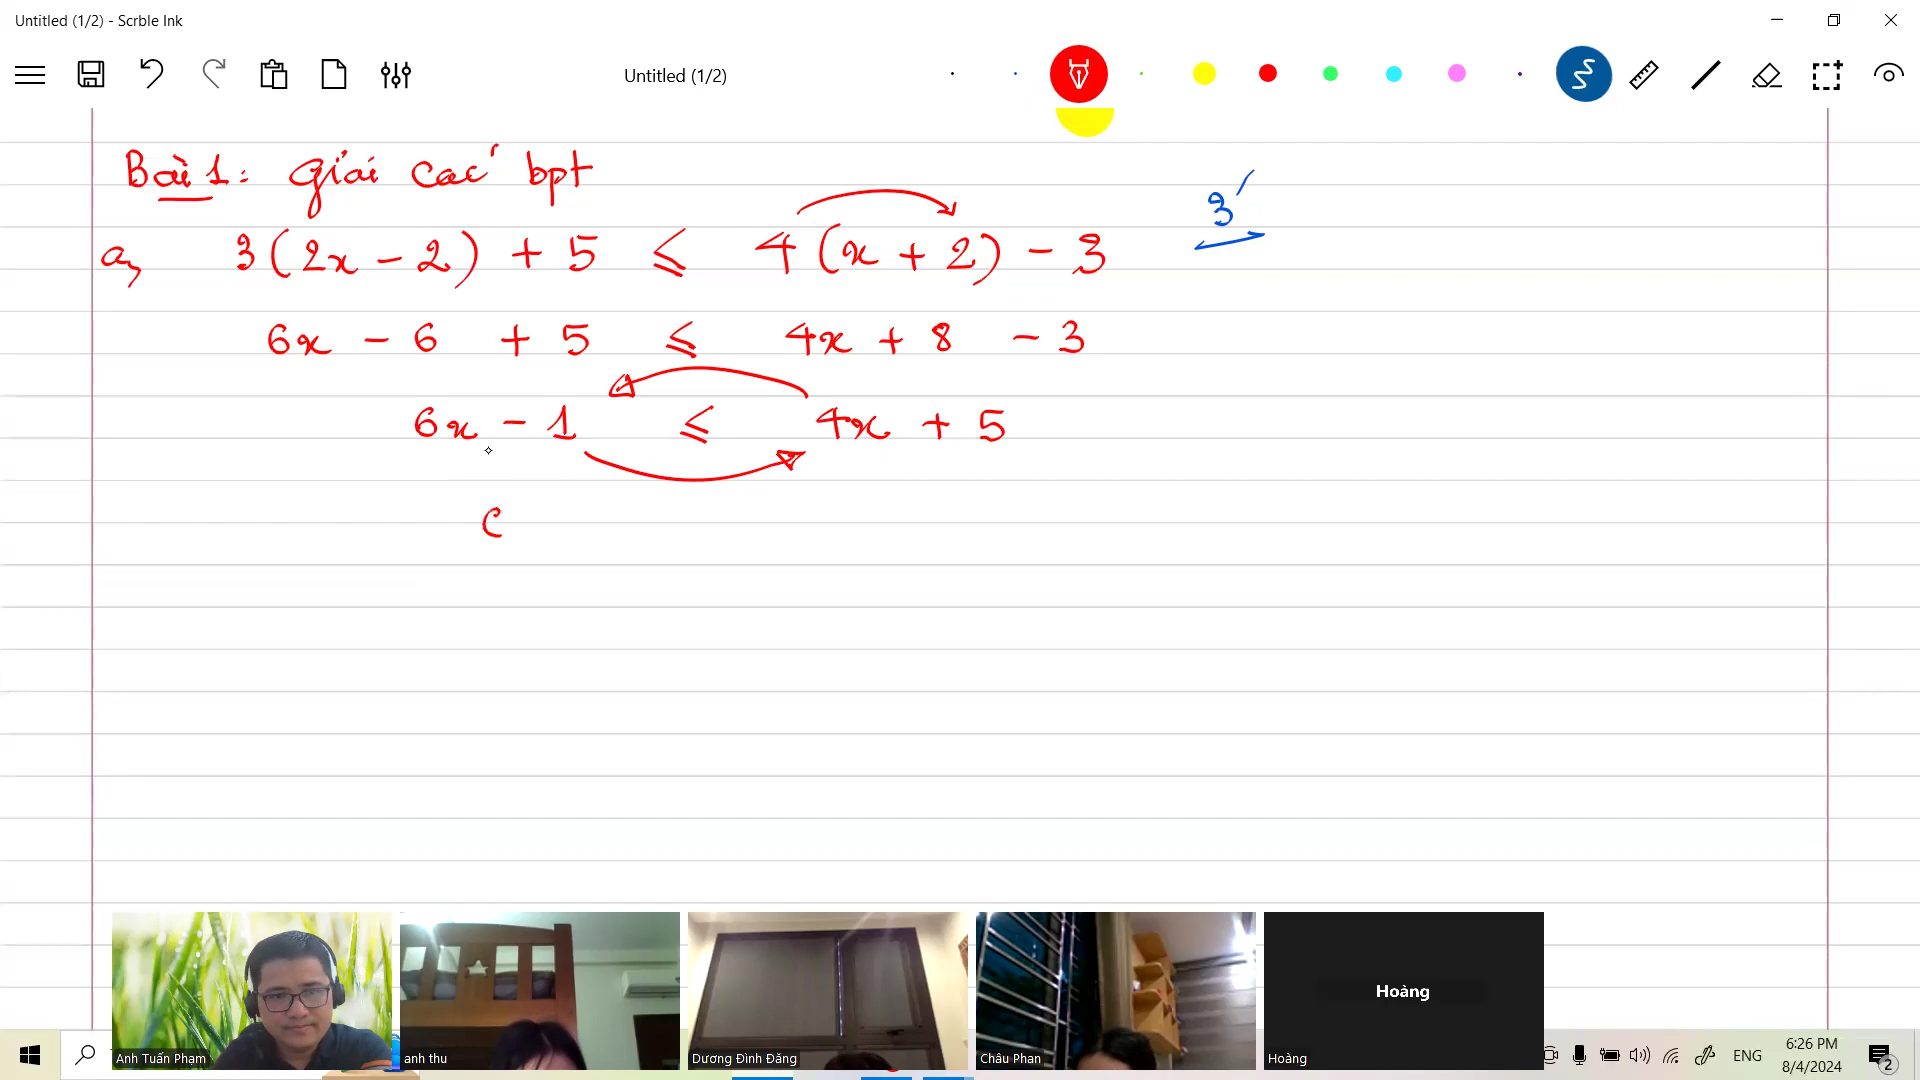 Untitled (1/2) - Scrble Ink
Untitled (1/2)
Bài 1: Giải các bpt
3'
a, 3(2x - 2) + 5 ≤ 4(x + 2) - 3
6x - 6 + 5 ≤ 4x + 8 - 3
6x - 1 ≤ 4x + 5
Hoàng
Anh Tuấn Phạm
anh thu
Dương Đình Đăng
Châu Phan
Hoàng
ENG
6:26 PM
8/4/2024
2